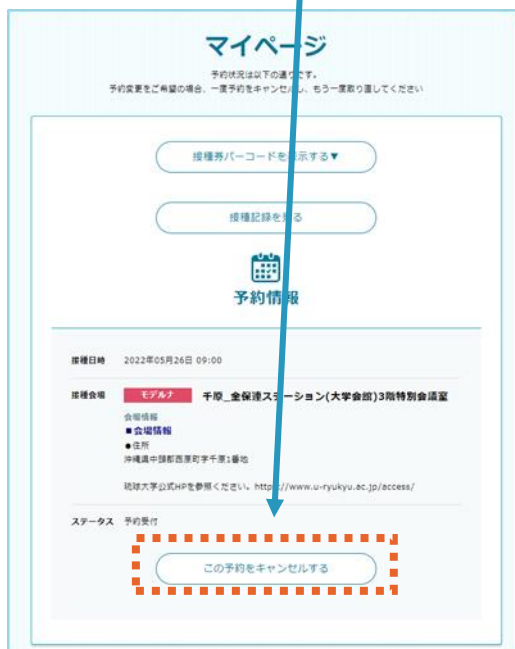 マイページ
予約状況は以下の通りです。
予約変更をご希望の場合、一度予約をキャンセルし、もう一度取り直してください
接種券バーコードを表示する▼
接種記録を見る
予約情報
接種日時 2022年05月26日 09:00
接種会場 モデルナ 千原_全保連ステーション(大学会館)3階特別会議室
会場情報
■会場情報
●住所
沖縄県中頭郡西原町字千原1番地
琉球大学公式HPを参照ください。https://www.u-ryukyu.ac.jp/access/
ステータス 予約受付
この予約をキャンセルする